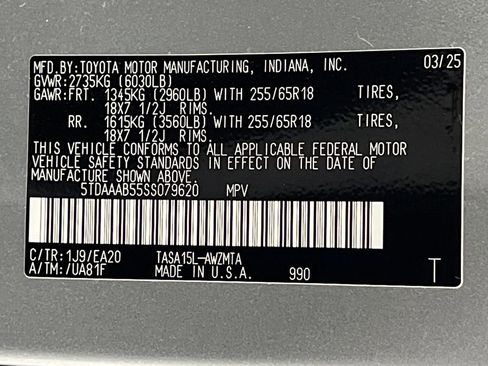 MFD.BY:TOYOTA MOTOR MANUFACTURING, INDIANA, INC. 03/25
GVWR:2735KG (6030LB)
GAWR:FRT. 1345KG (2960LB) WITH 255/65R18 TIRES,
18X7 1/2J RIMS.
RR. 1615KG (3560LB) WITH 255/65R18 TIRES,
18X7 1/2J RIMS.
THIS VEHICLE CONFORMS TO ALL APPLICABLE FEDERAL MOTOR
VEHICLE SAFETY STANDARDS IN EFFECT ON THE DATE OF
MANUFACTURE SHOWN ABOVE.
5TDAAAB55SS079620 MPV
C/TR:1J9/EA20 TASA15L-AWZMTA
A/TM:/UA81F MADE IN U.S.A. 990 T